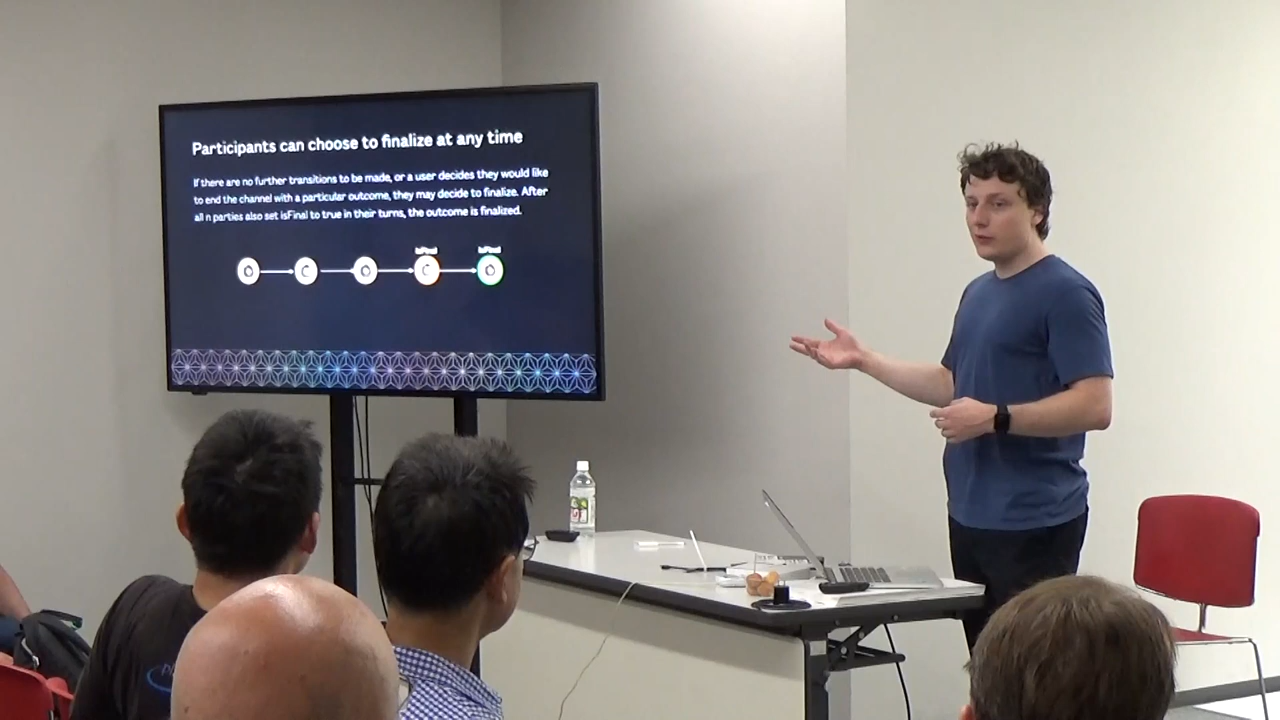 Participants can choose to finalize at any time
If there are no further transitions to be made, or a user decides they would like
to end the channel with a particular outcome, they may decide to finalize. After
all n parties also set isFinal to true in their turns, the outcome is finalized.
isFinal isFinal